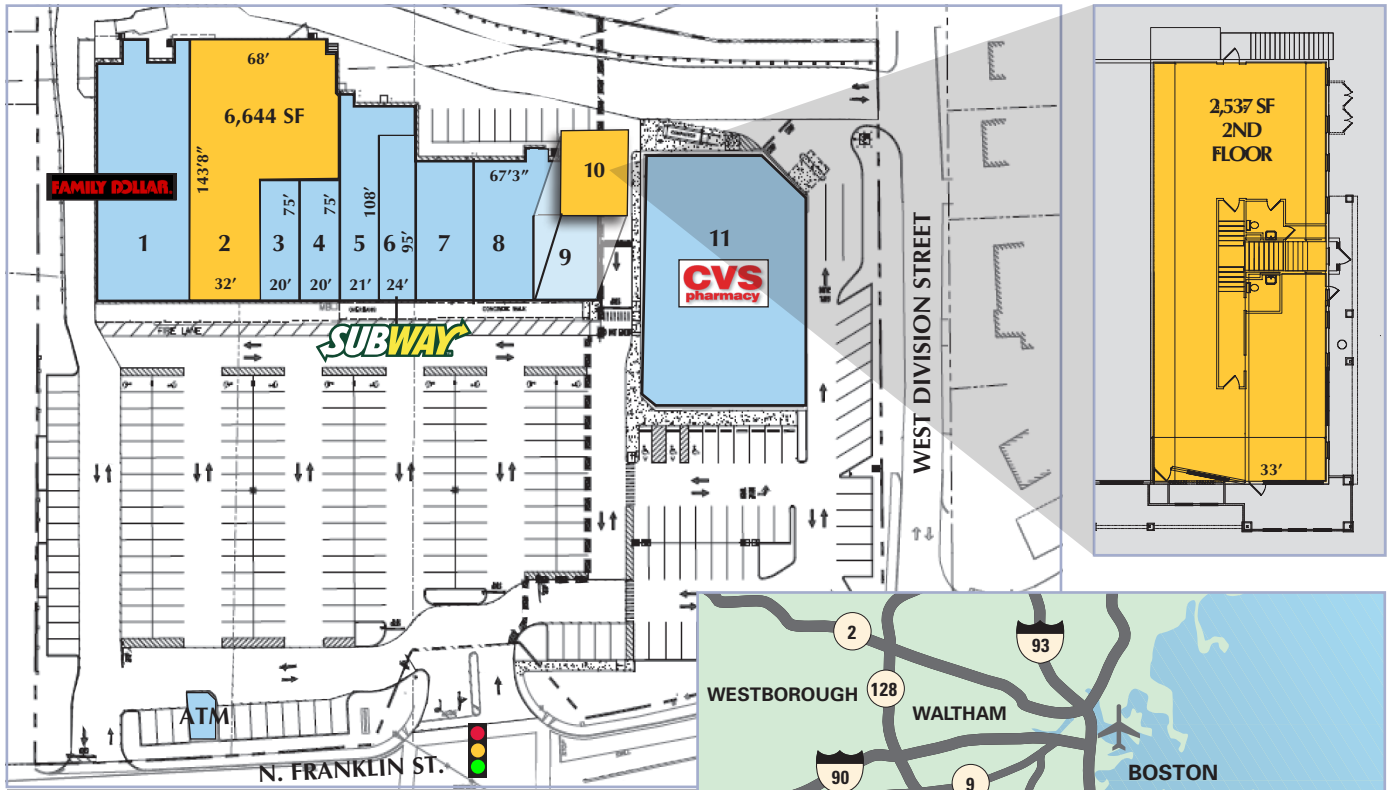 68'
6,644 SF
143'8"
FAMILY DOLLAR.
1
2
32'
75'
3
20'
75'
4
20'
108'
5
21'
95'
6
24'
7
67'3"
8
9
10
11
CVS
pharmacy
FIRE LANE
CONCRETE WALK
SUBWAY
WEST DIVISION STREET
ATM
N. FRANKLIN ST.
2,537 SF
2ND
FLOOR
33'
2
93
128
WESTBOROUGH
WALTHAM
90
9
BOSTON